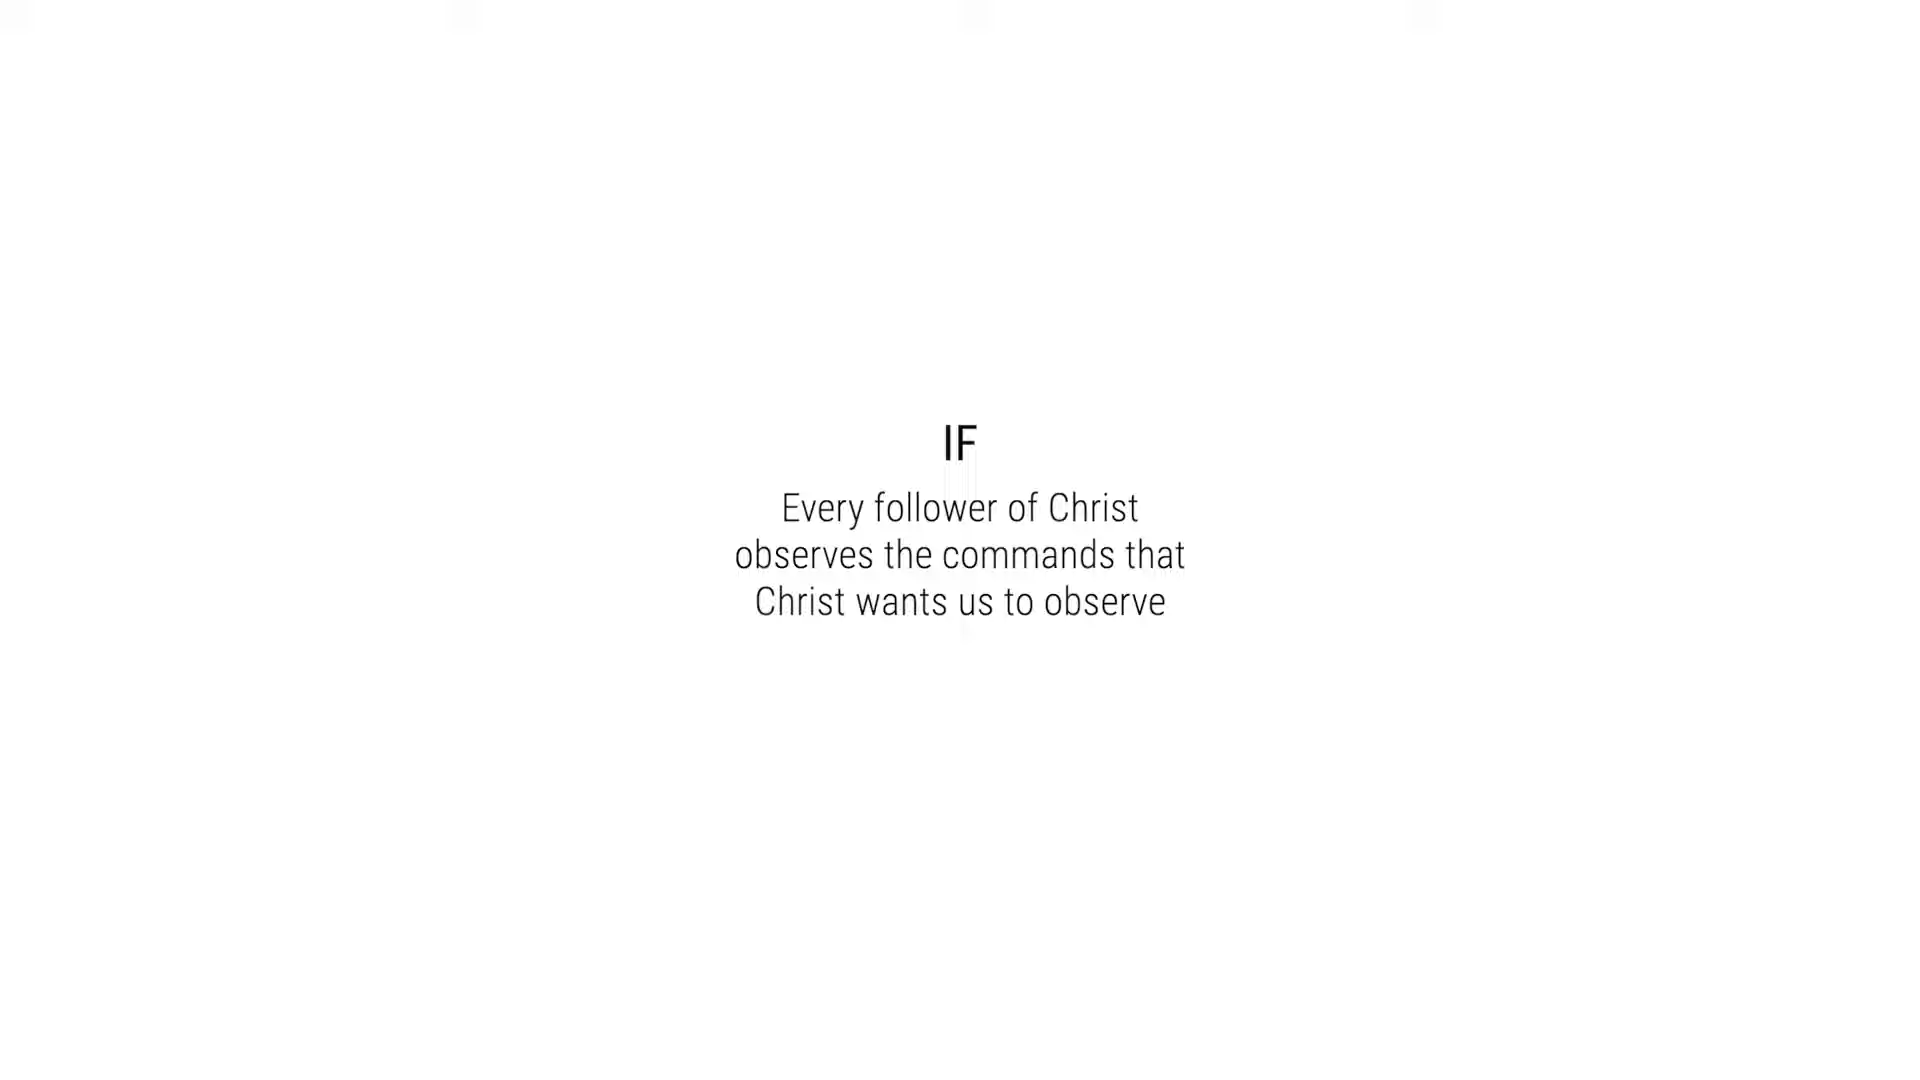 IF
Every follower of Christ
observes the commands that
Christ wants us to observe